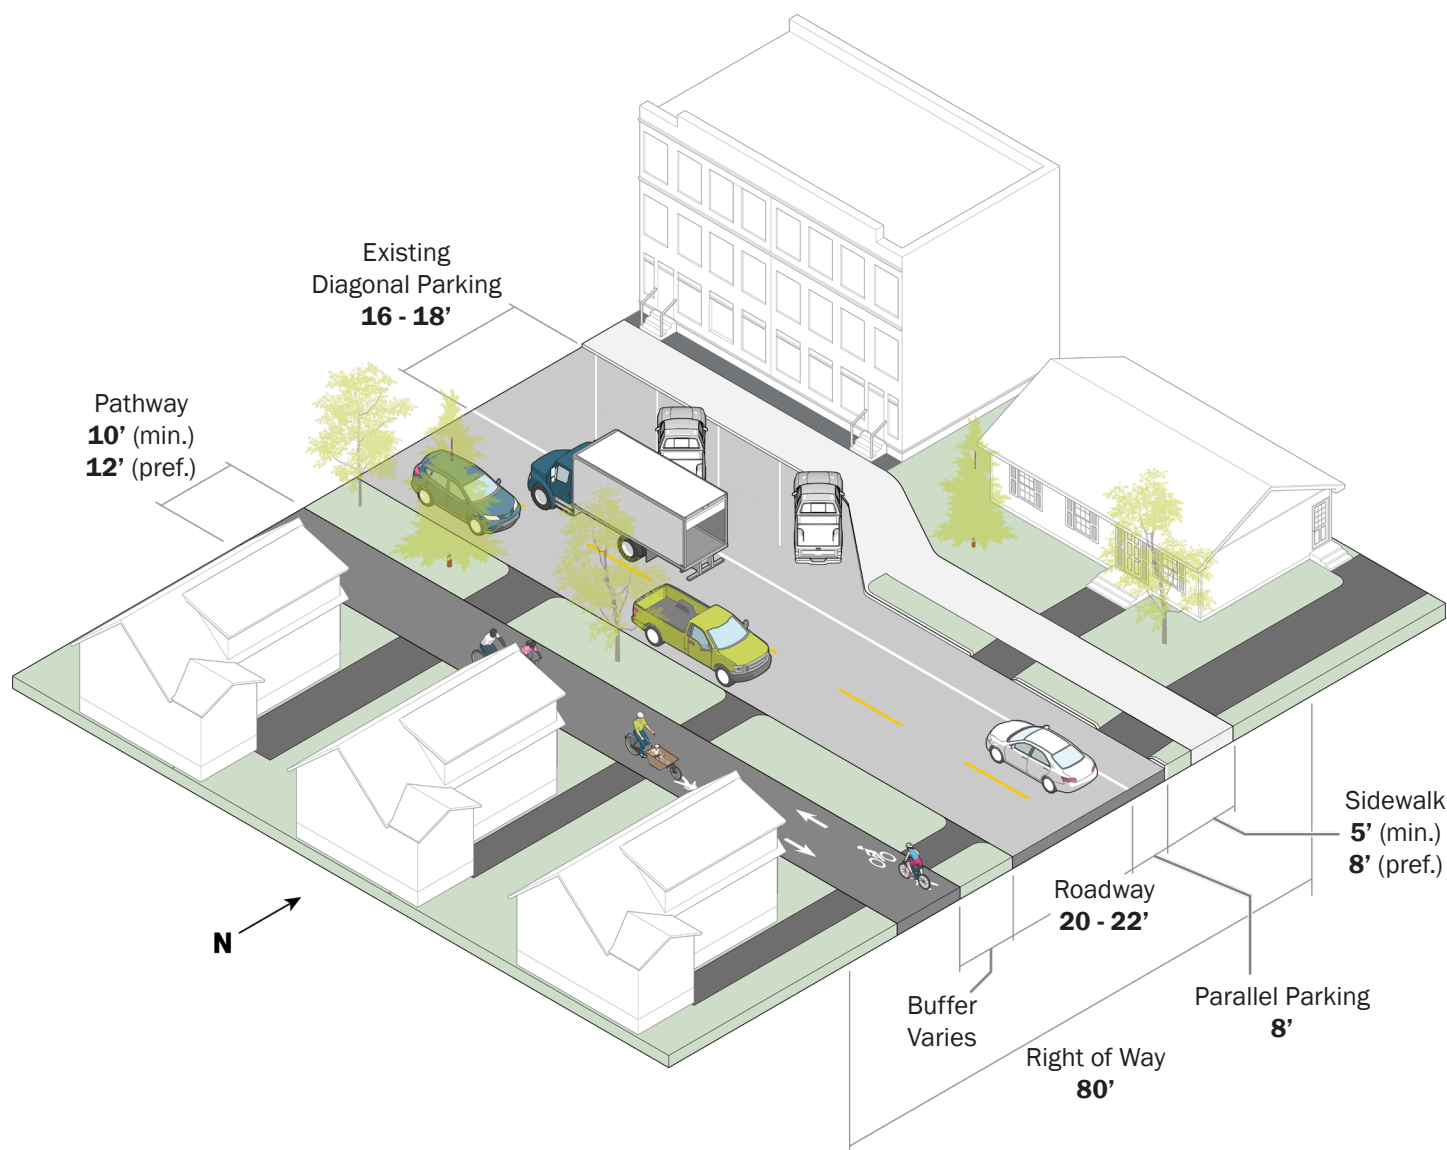 Existing
Diagonal Parking
16 - 18’
Pathway
10’ (min.)
12’ (pref.)
Sidewalk
5’ (min.)
8’ (pref.)
Roadway
20 - 22’
N
Buffer
Varies
Parallel Parking
8’
Right of Way
80’